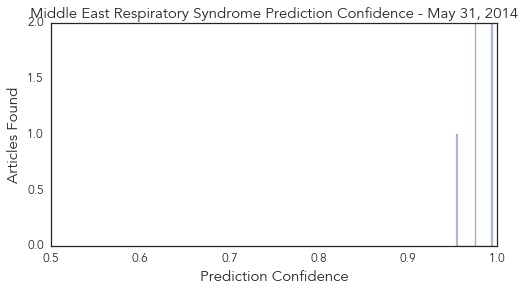 Middle East Respiratory Syndrome Prediction Confidence - May 31, 2014
2.0
1.5
1.0
0.5
0.0
Articles Found
0.5 0.6 0.7 0.8 0.9 1.0
Prediction Confidence